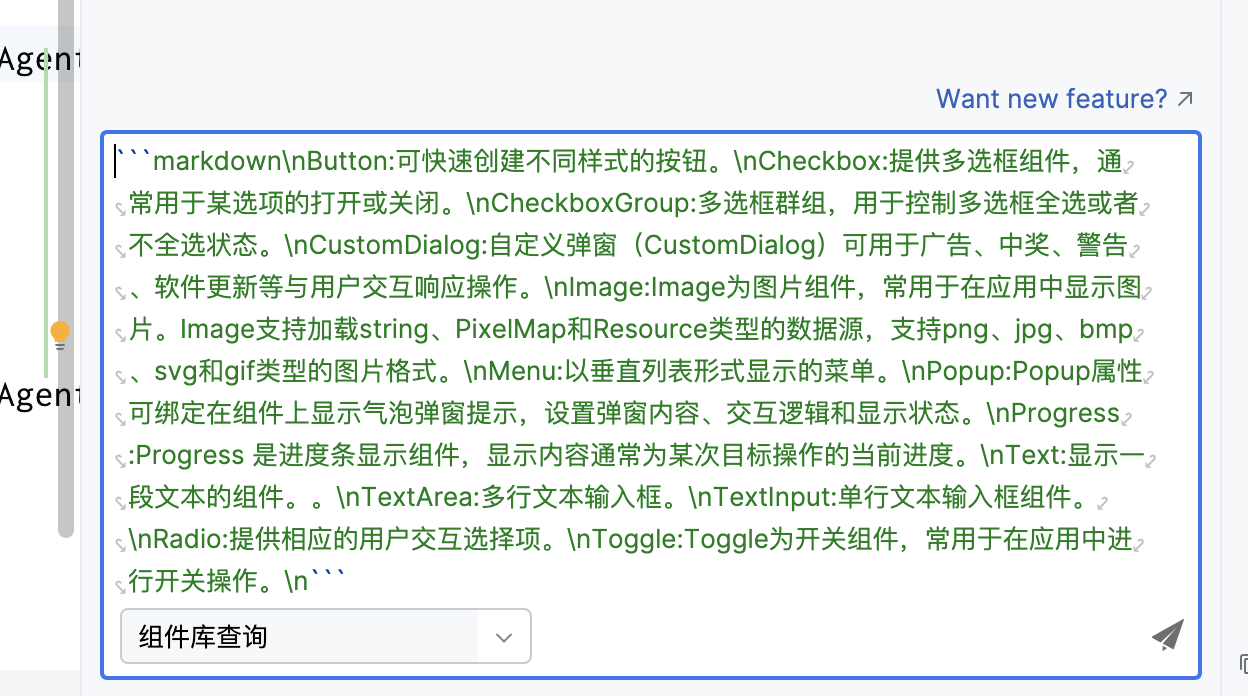 Agent
Agent
Want new feature?
```markdown\nButton:可快速创建不同样式的按钮。\nCheckbox:提供多选框组件，通
常用于某选项的打开或关闭。\nCheckboxGroup:多选框群组，用于控制多选框全选或者
不全选状态。\nCustomDialog:自定义弹窗（CustomDialog）可用于广告、中奖、警告
、软件更新等与用户交互响应操作。\nImage:Image为图片组件，常用于在应用中显示图
片。Image支持加载string、PixelMap和Resource类型的数据源，支持png、jpg、bmp
、svg和gif类型的图片格式。\nMenu:以垂直列表形式显示的菜单。\nPopup:Popup属性
可绑定在组件上显示气泡弹窗提示，设置弹窗内容、交互逻辑和显示状态。\nProgress
:Progress 是进度条显示组件，显示内容通常为某次目标操作的当前进度。\nText:显示一
段文本的组件。。\nTextArea:多行文本输入框。\nTextInput:单行文本输入框组件。
\nRadio:提供相应的用户交互选择项。\nToggle:Toggle为开关组件，常用于在应用中进
行开关操作。\n```
组件库查询